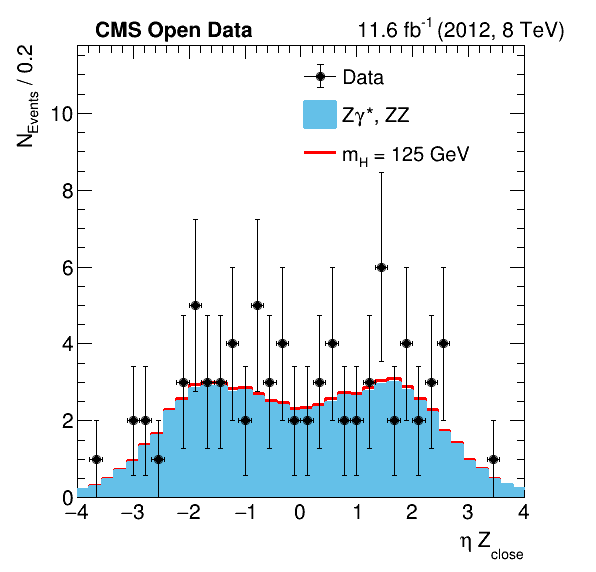 CMS Open Data 11.6 fb⁻¹ (2012, 8 TeV)
N_Events / 0.2
Data
Zγ*, ZZ
m_H = 125 GeV
10
8
6
4
2
0
−4 −3 −2 −1 0 1 2 3 4
η Z_close